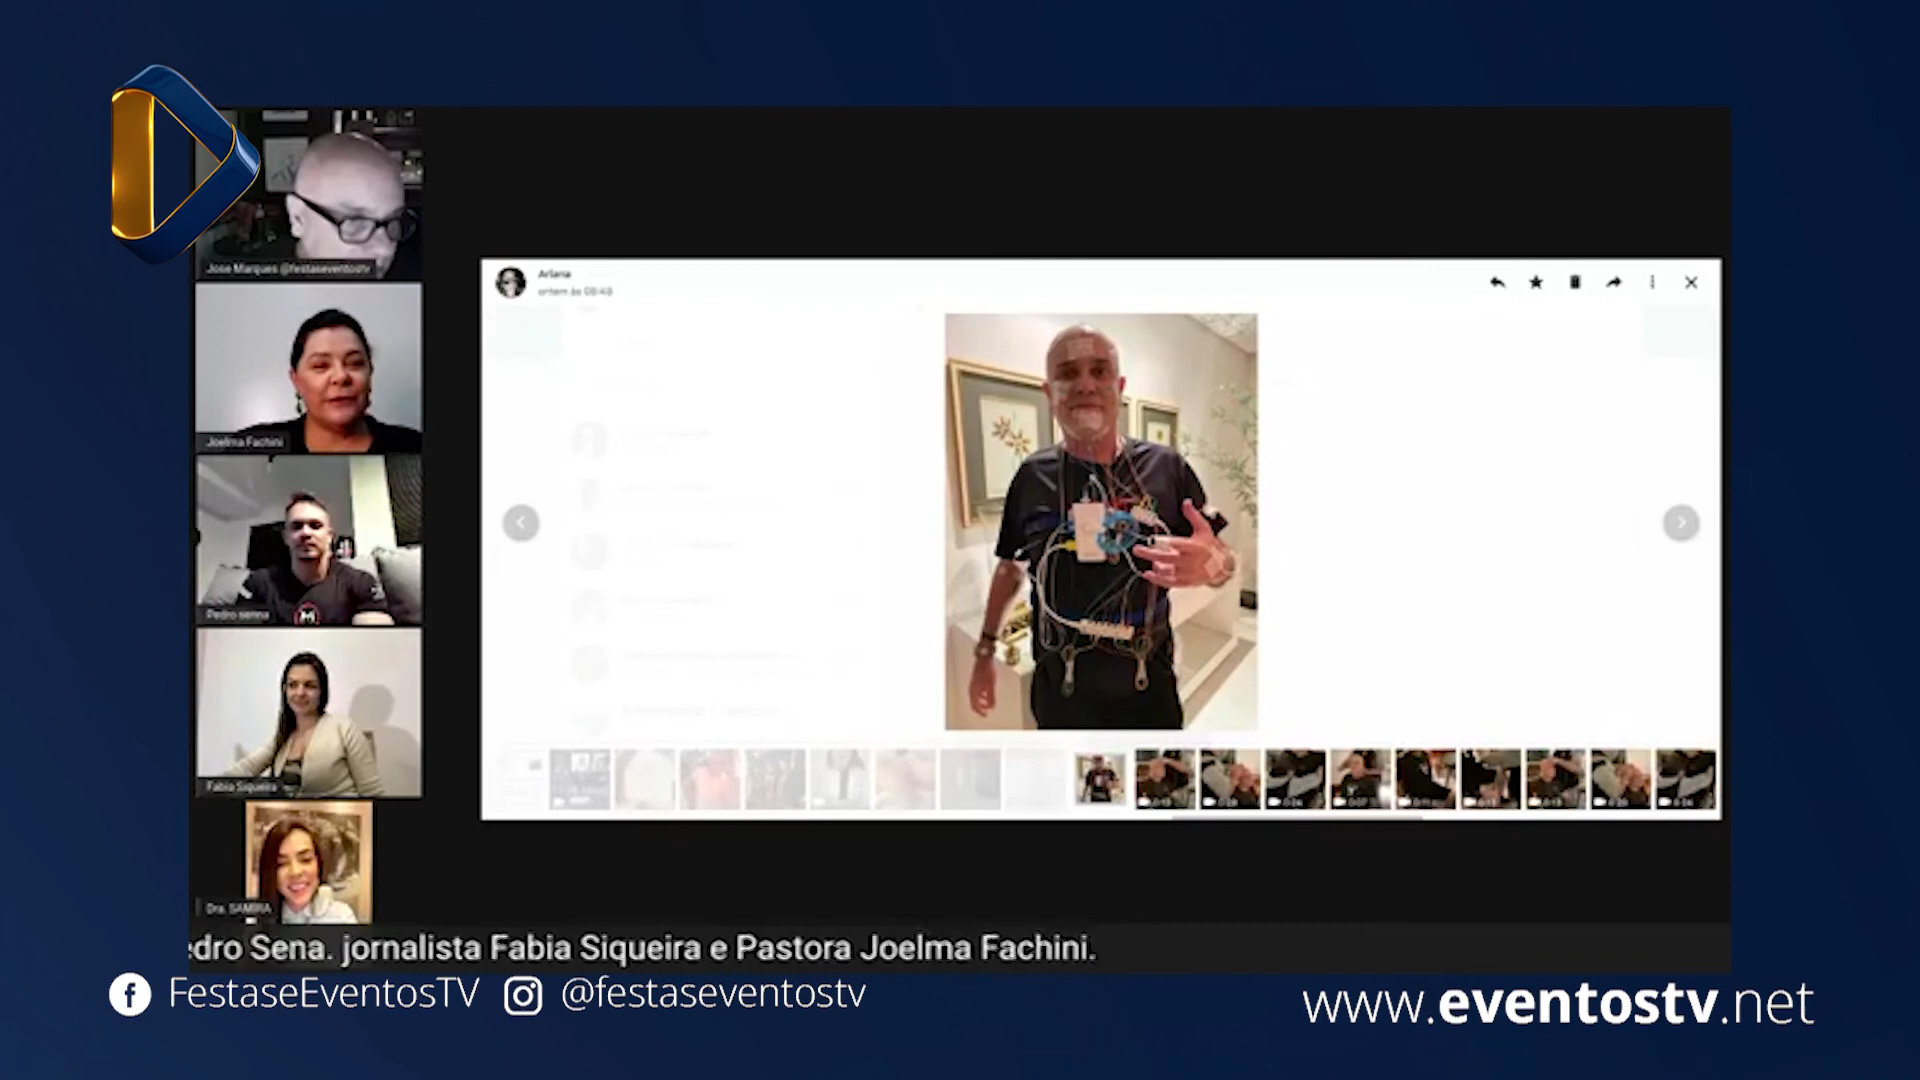 Jose Marques @festaseventostv
Joelma Fachini
Pedro senna
Fabia Siqueira
Dra. SAMIRA
Ariana
ontem às 08:48
edro Sena. jornalista Fabia Siqueira e Pastora Joelma Fachini.
FestaseEventosTV @festaseventostv
www.eventostv.net